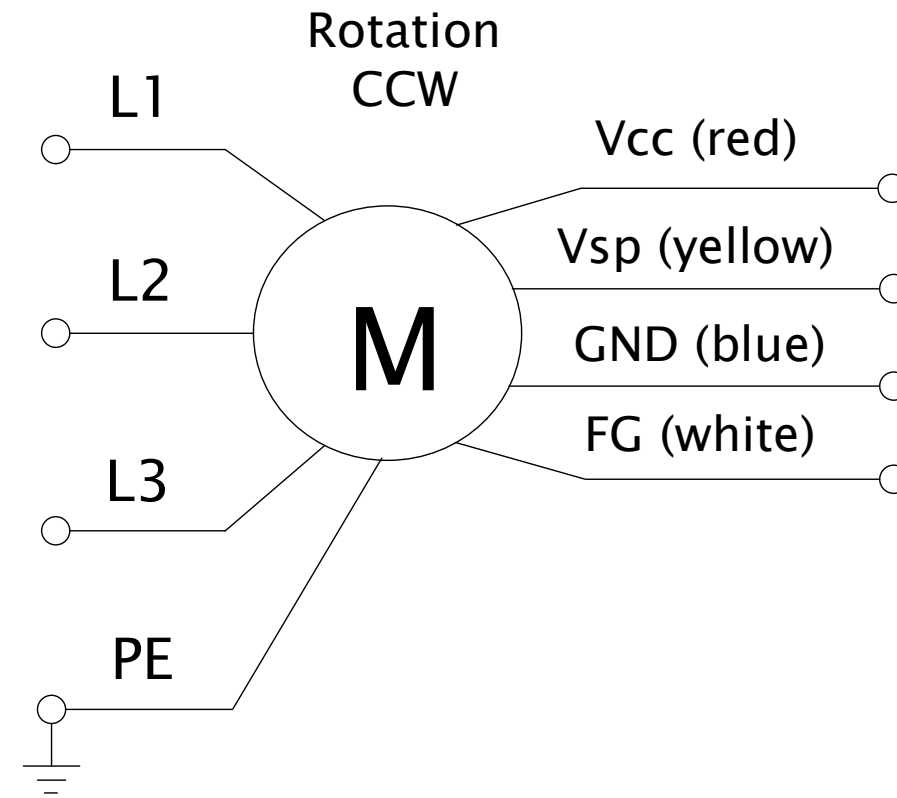 Rotation
CCW
L1
L2
L3
PE
M
Vcc (red)
Vsp (yellow)
GND (blue)
FG (white)